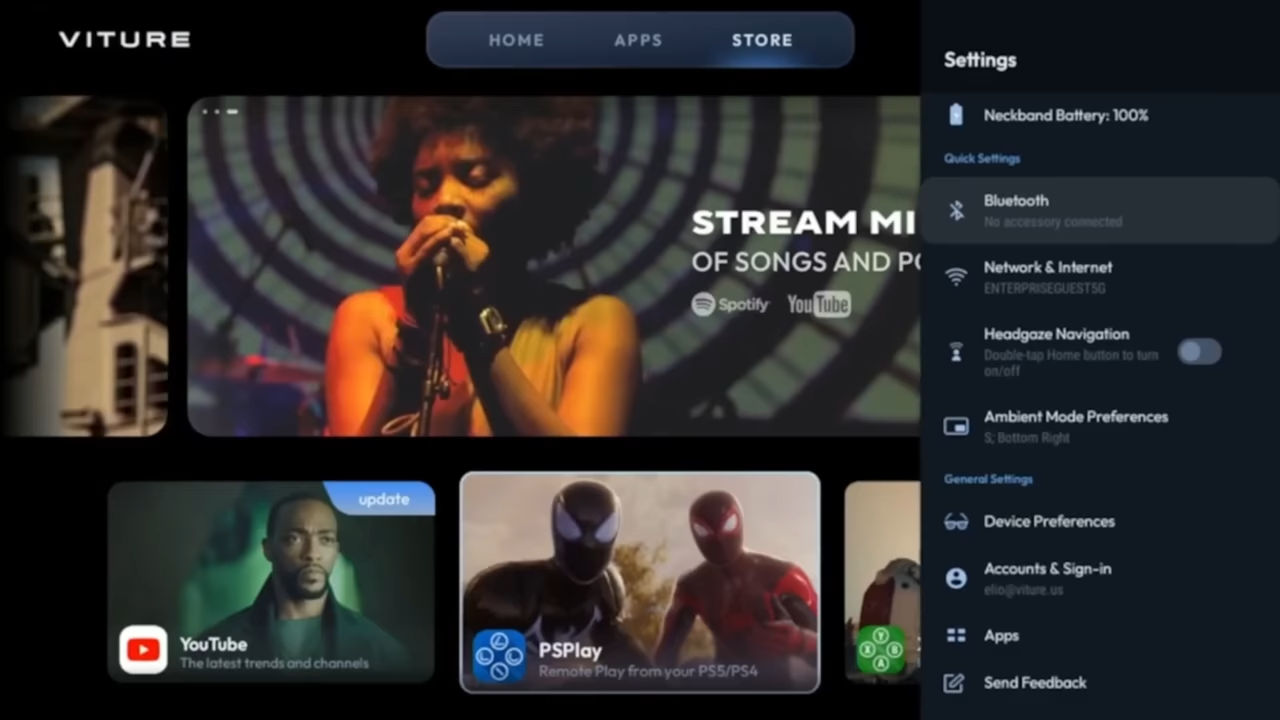 VITURE
HOME
APPS
STORE
STREAM MI
OF SONGS AND PO
Spotify
YouTube
update
YouTube
The latest trends and channels
PSPlay
Remote Play from your PS5/PS4
Y
X
B
A
Settings
Neckband Battery: 100%
Quick Settings
Bluetooth
No accessory connected
Network & Internet
ENTERPRISEGUEST5G
Headgaze Navigation
Double-tap Home button to turn
on/off
Ambient Mode Preferences
S; Bottom Right
General Settings
Device Preferences
Accounts & Sign-in
elio@viture.us
Apps
Send Feedback